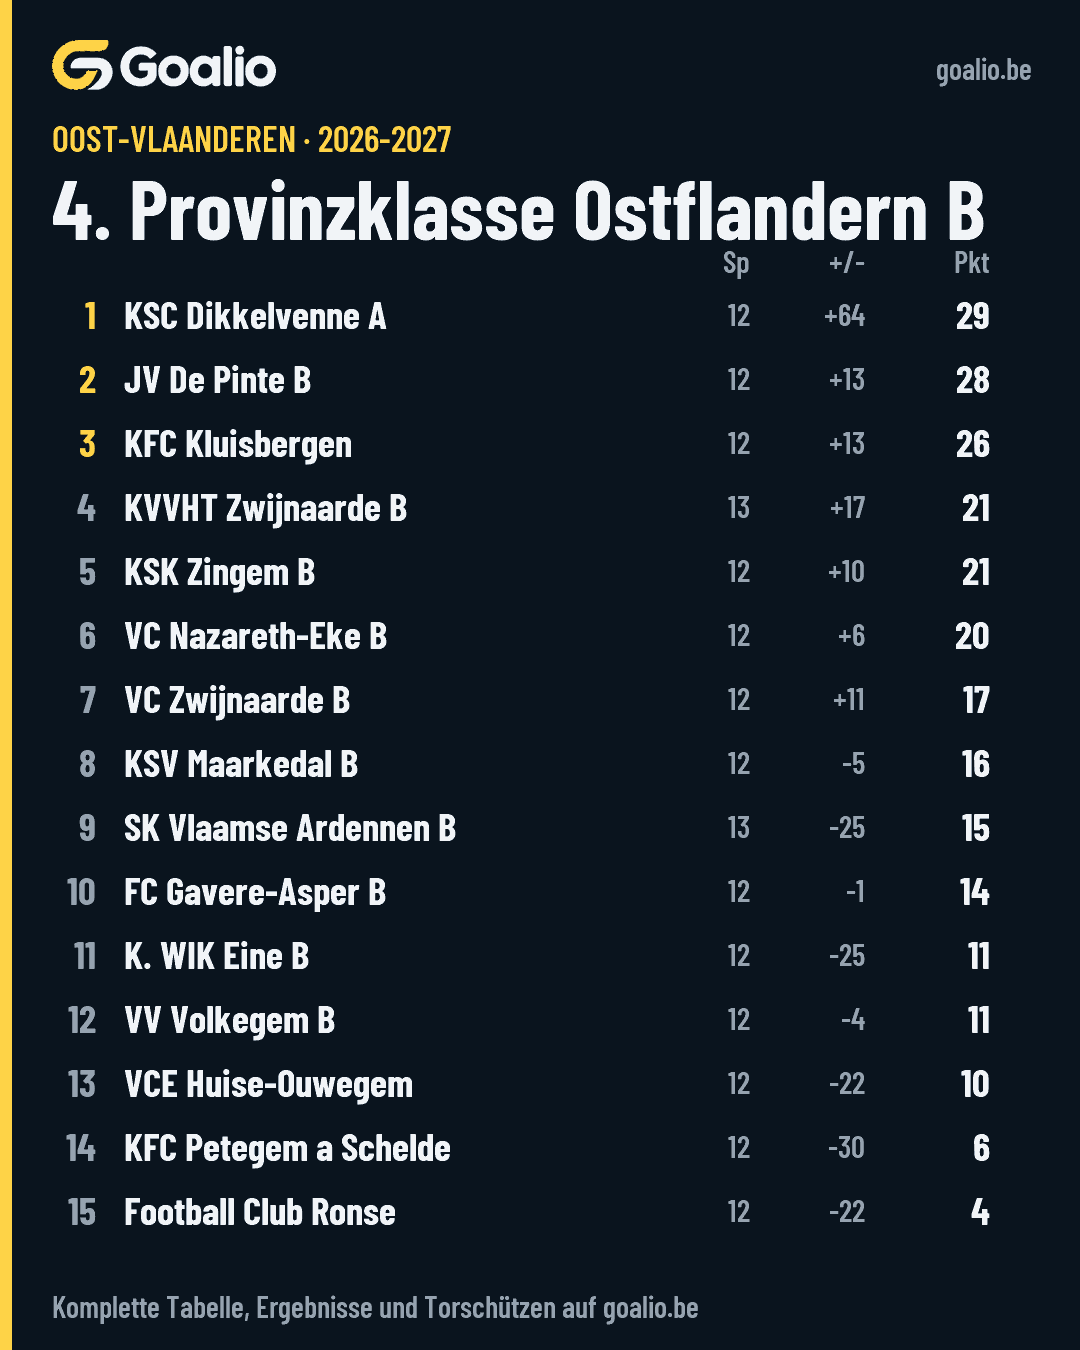 Goalio goalio.be
OOST-VLAANDEREN · 2026-2027
4. Provinzklasse Ostflandern B
Sp +/- Pkt
1 KSC Dikkelvenne A 12 +64 29
2 JV De Pinte B 12 +13 28
3 KFC Kluisbergen 12 +13 26
4 KVVHT Zwijnaarde B 13 +17 21
5 KSK Zingem B 12 +10 21
6 VC Nazareth-Eke B 12 +6 20
7 VC Zwijnaarde B 12 +11 17
8 KSV Maarkedal B 12 -5 16
9 SK Vlaamse Ardennen B 13 -25 15
10 FC Gavere-Asper B 12 -1 14
11 K. WIK Eine B 12 -25 11
12 VV Volkegem B 12 -4 11
13 VCE Huise-Ouwegem 12 -22 10
14 KFC Petegem a Schelde 12 -30 6
15 Football Club Ronse 12 -22 4
Komplette Tabelle, Ergebnisse und Torschützen auf goalio.be